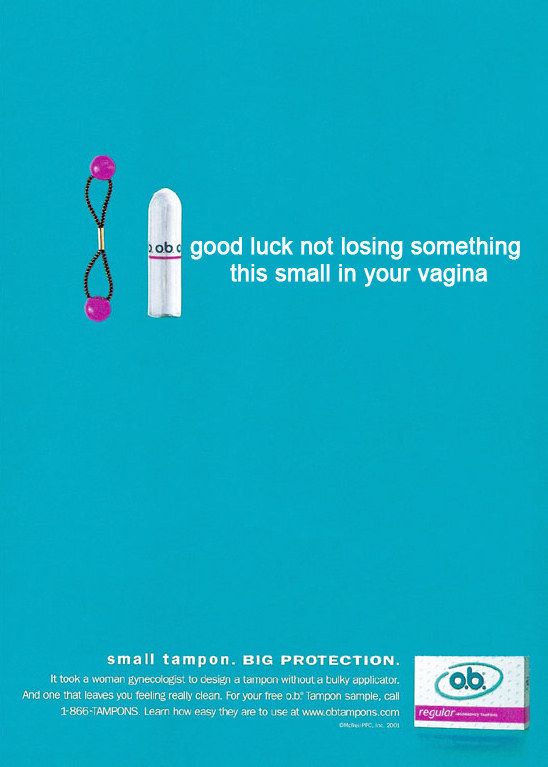 o.b.
good luck not losing something
this small in your vagina
small tampon. BIG PROTECTION.
It took a woman gynecologist to design a tampon without a bulky applicator.
And one that leaves you feeling really clean. For your free o.b.® Tampon sample, call
1-866-TAMPONS. Learn how easy they are to use at www.obtampons.com
©McNeil-PPC, Inc. 2001
o.b.
regular